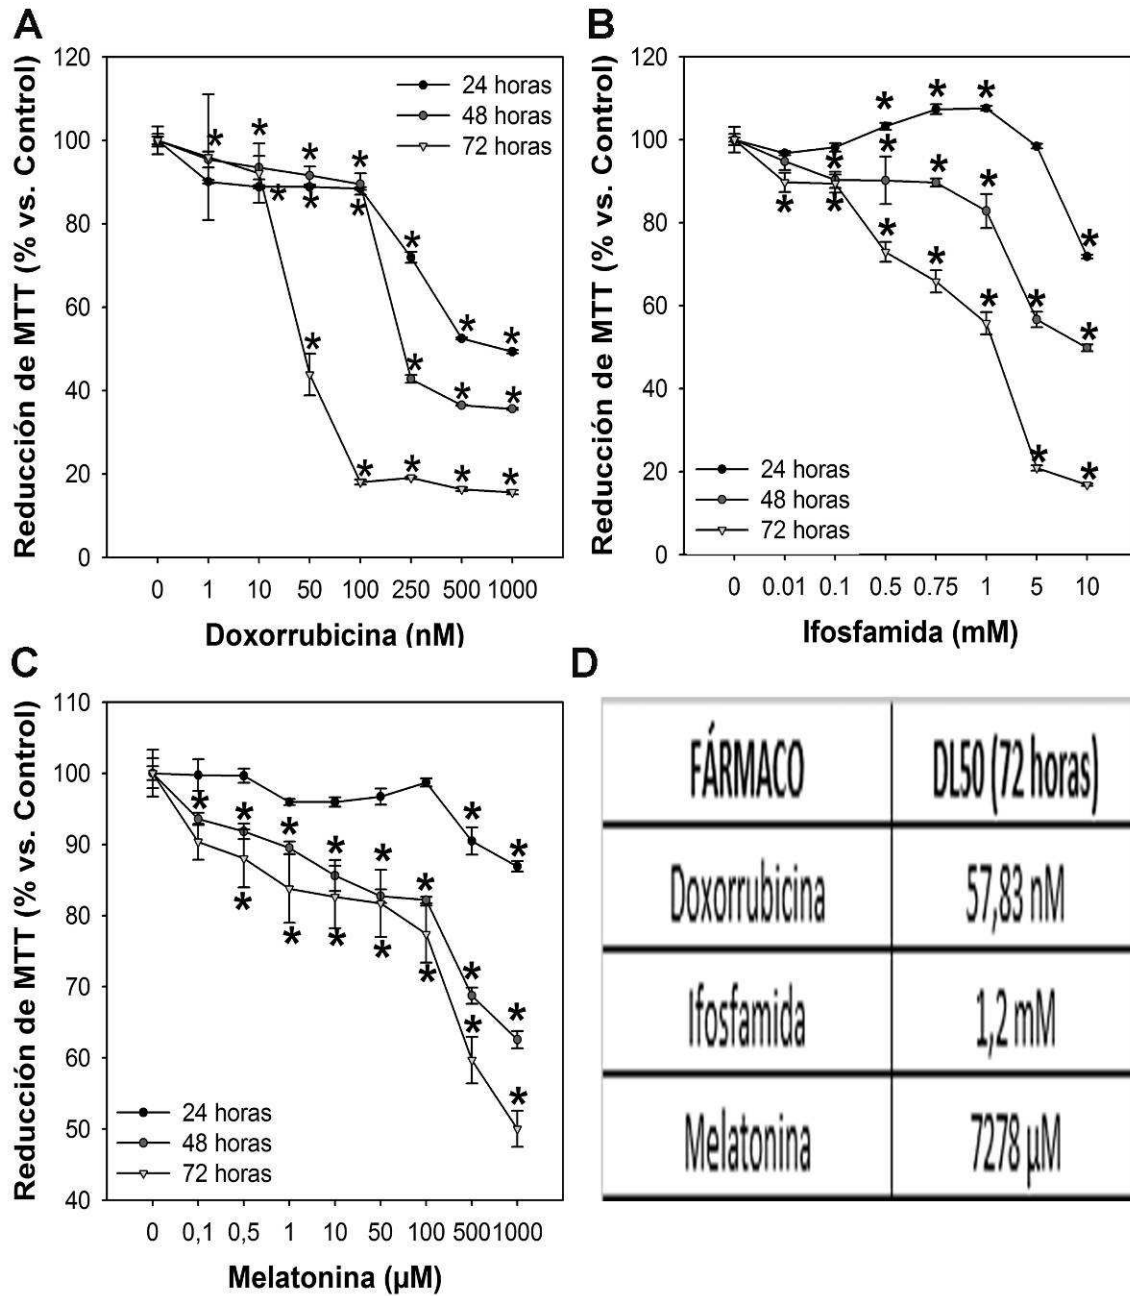 A
Reducción de MTT (% vs. Control)
120
100
80
60
40
20
0
24 horas
48 horas
72 horas
* * * * * * * * * * * * * * * * * * *
0 1 10 50 100 250 500 1000
Doxorrubicina (nM)
B
Reducción de MTT (% vs. Control)
120
100
80
60
40
20
0
24 horas
48 horas
72 horas
0 0.01 0.1 0.5 0.75 1 5 10
Ifosfamida (mM)
C
Reducción de MTT (% vs. Control)
110
100
90
80
70
60
50
40
24 horas
48 horas
72 horas
0 0,1 0,5 1 10 50 100 500 1000
Melatonina (µM)
D
FÁRMACO DL50 (72 horas)
Doxorrubicina 57,83 nM
Ifosfamida 1,2 mM
Melatonina 7278 µM